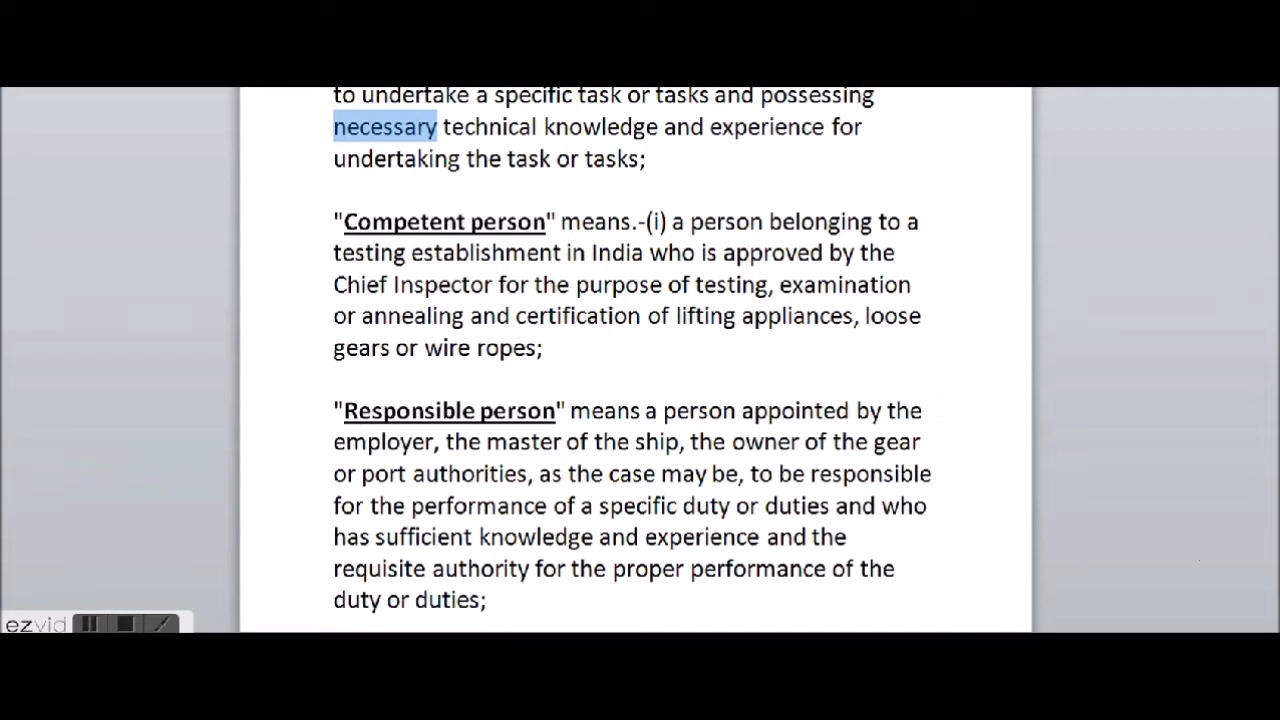 to undertake a specific task or tasks and possessing
necessary technical knowledge and experience for
undertaking the task or tasks;
"Competent person" means.-(i) a person belonging to a
testing establishment in India who is approved by the
Chief Inspector for the purpose of testing, examination
or annealing and certification of lifting appliances, loose
gears or wire ropes;
"Responsible person" means a person appointed by the
employer, the master of the ship, the owner of the gear
or port authorities, as the case may be, to be responsible
for the performance of a specific duty or duties and who
has sufficient knowledge and experience and the
requisite authority for the proper performance of the
duty or duties;
ezvid